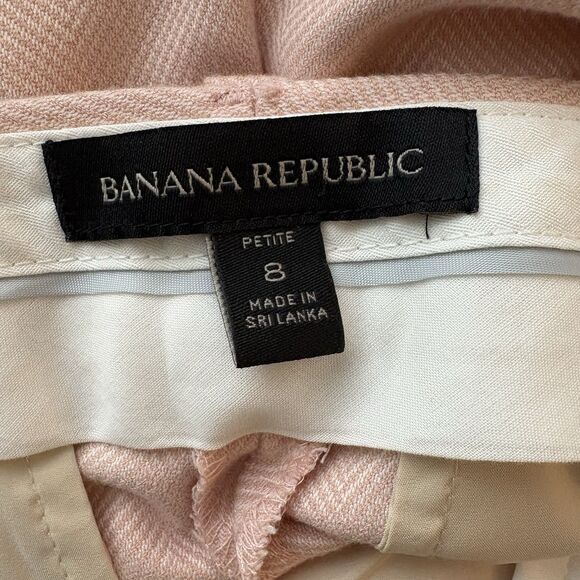 BANANA REPUBLIC
PETITE
8
MADE IN
SRI LANKA